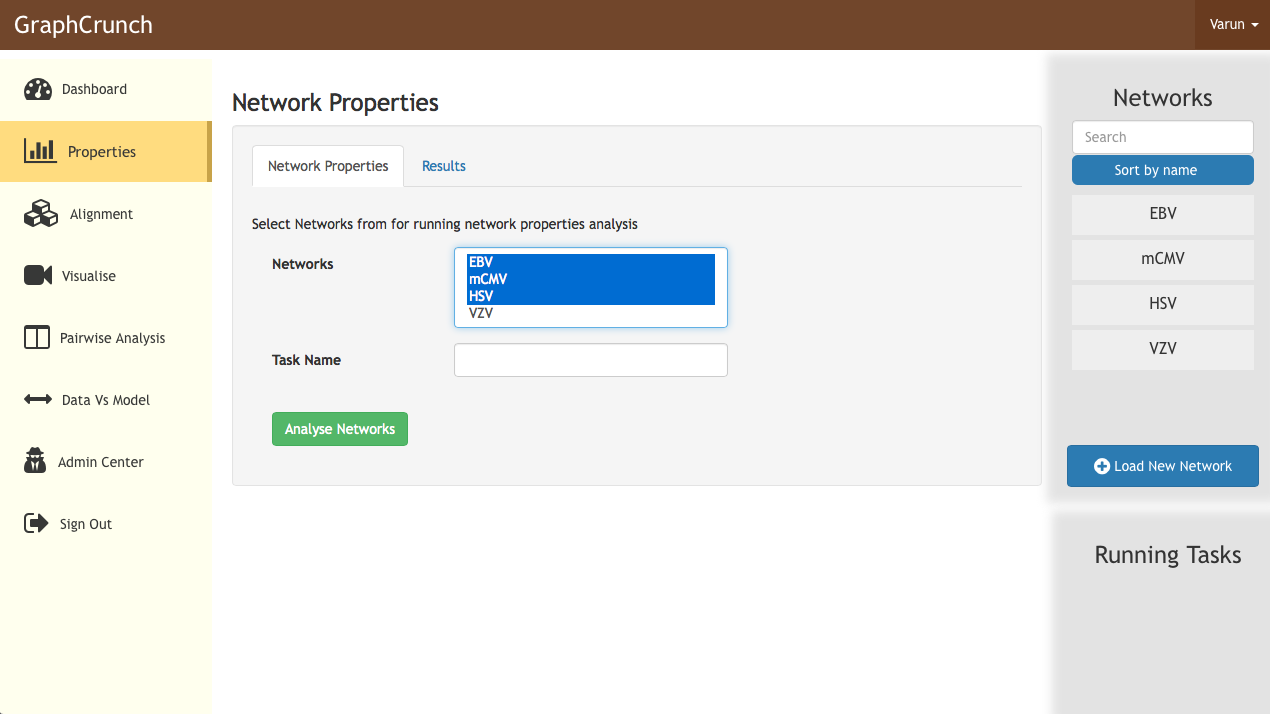 GraphCrunch
Varun
Dashboard
Properties
Alignment
Visualise
Pairwise Analysis
Data Vs Model
Admin Center
Sign Out
Network Properties
Network Properties
Results
Select Networks from for running network properties analysis
Networks
EBV
mCMV
HSV
VZV
Task Name
Analyse Networks
Networks
Search
Sort by name
EBV
mCMV
HSV
VZV
Load New Network
Running Tasks